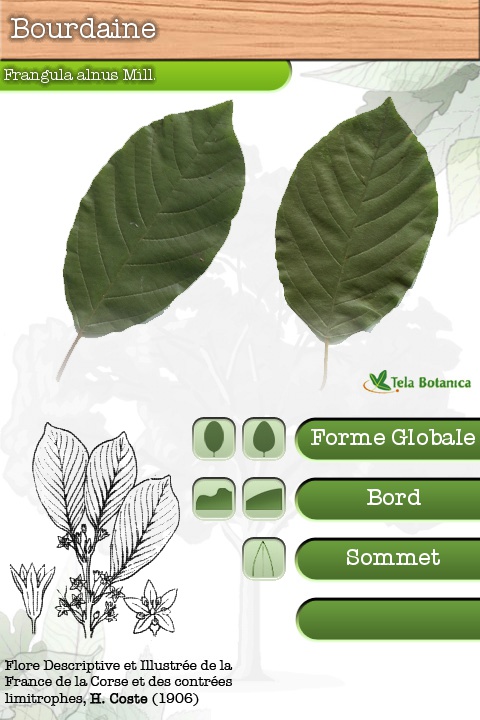 Bourdaine
Frangula alnus Mill.
Tela Botanica
Forme Globale
Bord
Sommet
Flore Descriptive et Illustrée de la
France de la Corse et des contrées
limitrophes, H. Coste (1906)